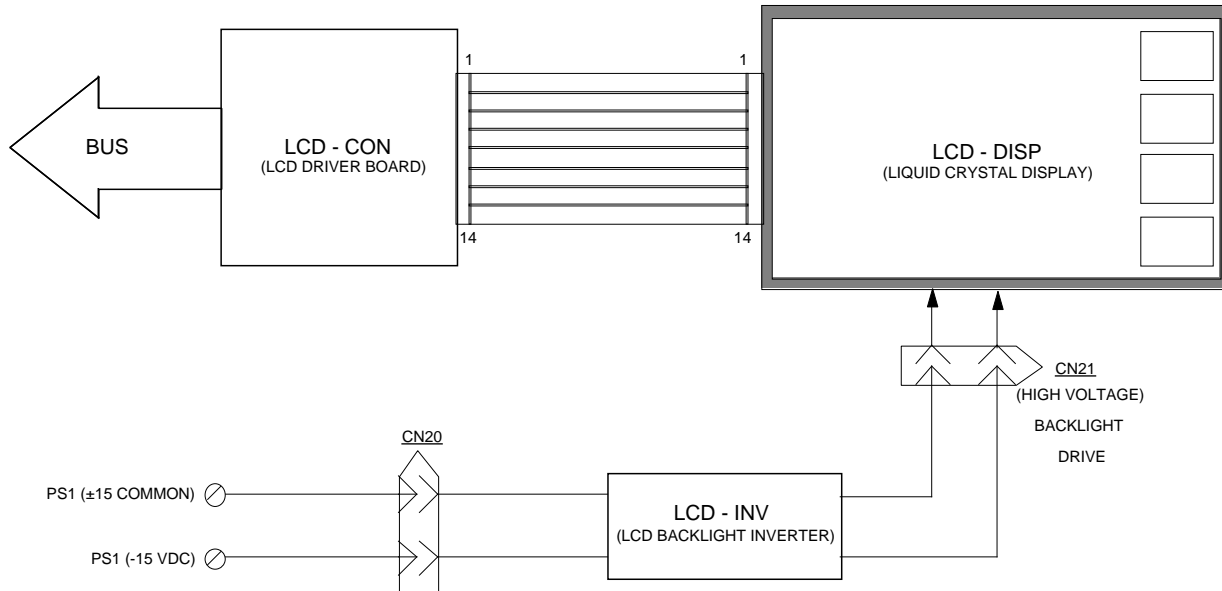 1
1
BUS
LCD - CON
(LCD DRIVER BOARD)
LCD - DISP
(LIQUID CRYSTAL DISPLAY)
14
14
CN21
(HIGH VOLTAGE)
BACKLIGHT
DRIVE
CN20
PS1 (±15 COMMON)
LCD - INV
(LCD BACKLIGHT INVERTER)
PS1 (-15 VDC)